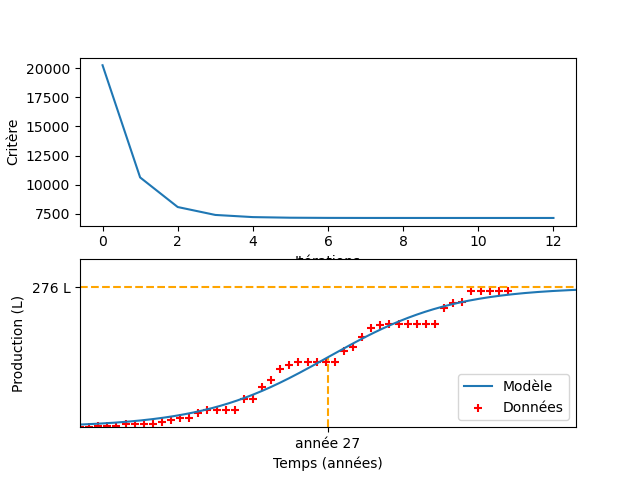 20000
17500
15000
12500
10000
7500
Critère
0 2 4 6 8 10 12
Itérations
276 L
Production (L)
Modèle
Données
année 27
Temps (années)